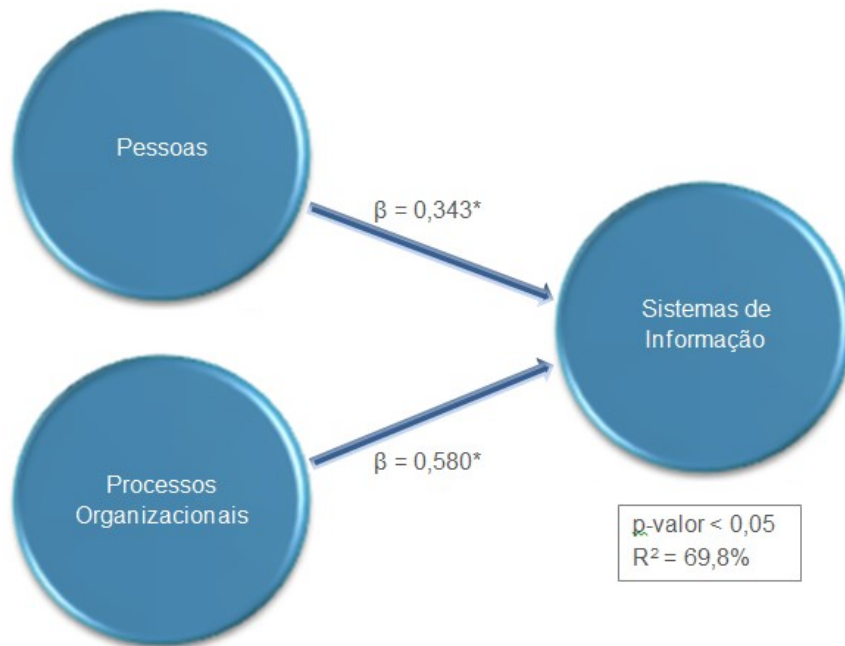 Pessoas
β = 0,343*
Sistemas de
Informação
Processos
Organizacionais
β = 0,580*
p-valor < 0,05
R² = 69,8%